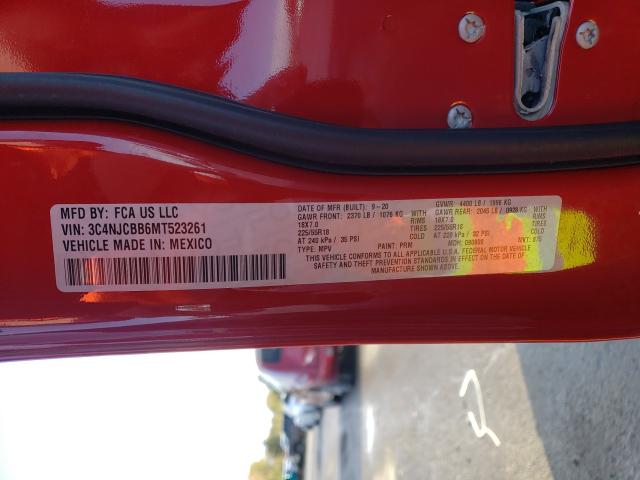 MFD BY: FCA US LLC
VIN: 3C4NJCBB6MT523261
VEHICLE MADE IN: MEXICO
DATE OF MFR (BUILT): 9-20
GAWR FRONT: 2370 LB / 1076 KG WITH
18X7.0 RIMS
225/55R18 TIRES
AT 240 kPa / 35 PSI COLD
TYPE: MPV PAINT: PRM
GVWR: 4400 LB / 1996 KG
GAWR REAR: 2045 LB / 0928 KG WITH
18X7.0 RIMS
225/55R18 TIRES
AT 220 kPa / 32 PSI COLD
THIS VEHICLE CONFORMS TO ALL APPLICABLE U.S.A. FEDERAL MOTOR VEHICLE
SAFETY AND THEFT PREVENTION STANDARDS IN EFFECT ON THE DATE OF
MANUFACTURE SHOWN ABOVE.
2